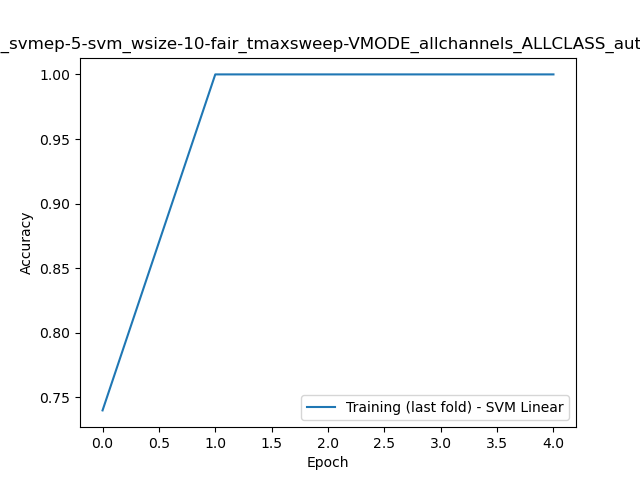 _svmep-5-svm_wsize-10-fair_tmaxsweep-VMODE_allchannels_ALLCLASS_aut
1.00
0.95
0.90
0.85
0.80
0.75
Accuracy
Training (last fold) - SVM Linear
0.0 0.5 1.0 1.5 2.0 2.5 3.0 3.5 4.0
Epoch